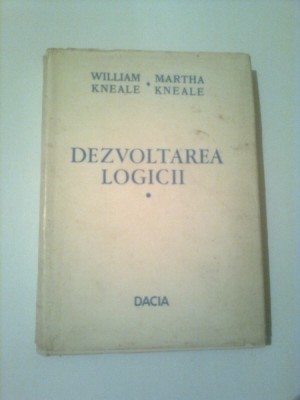 WILLIAM • MARTHA
KNEALE KNEALE
DEZVOLTAREA
LOGICII
•
DACIA